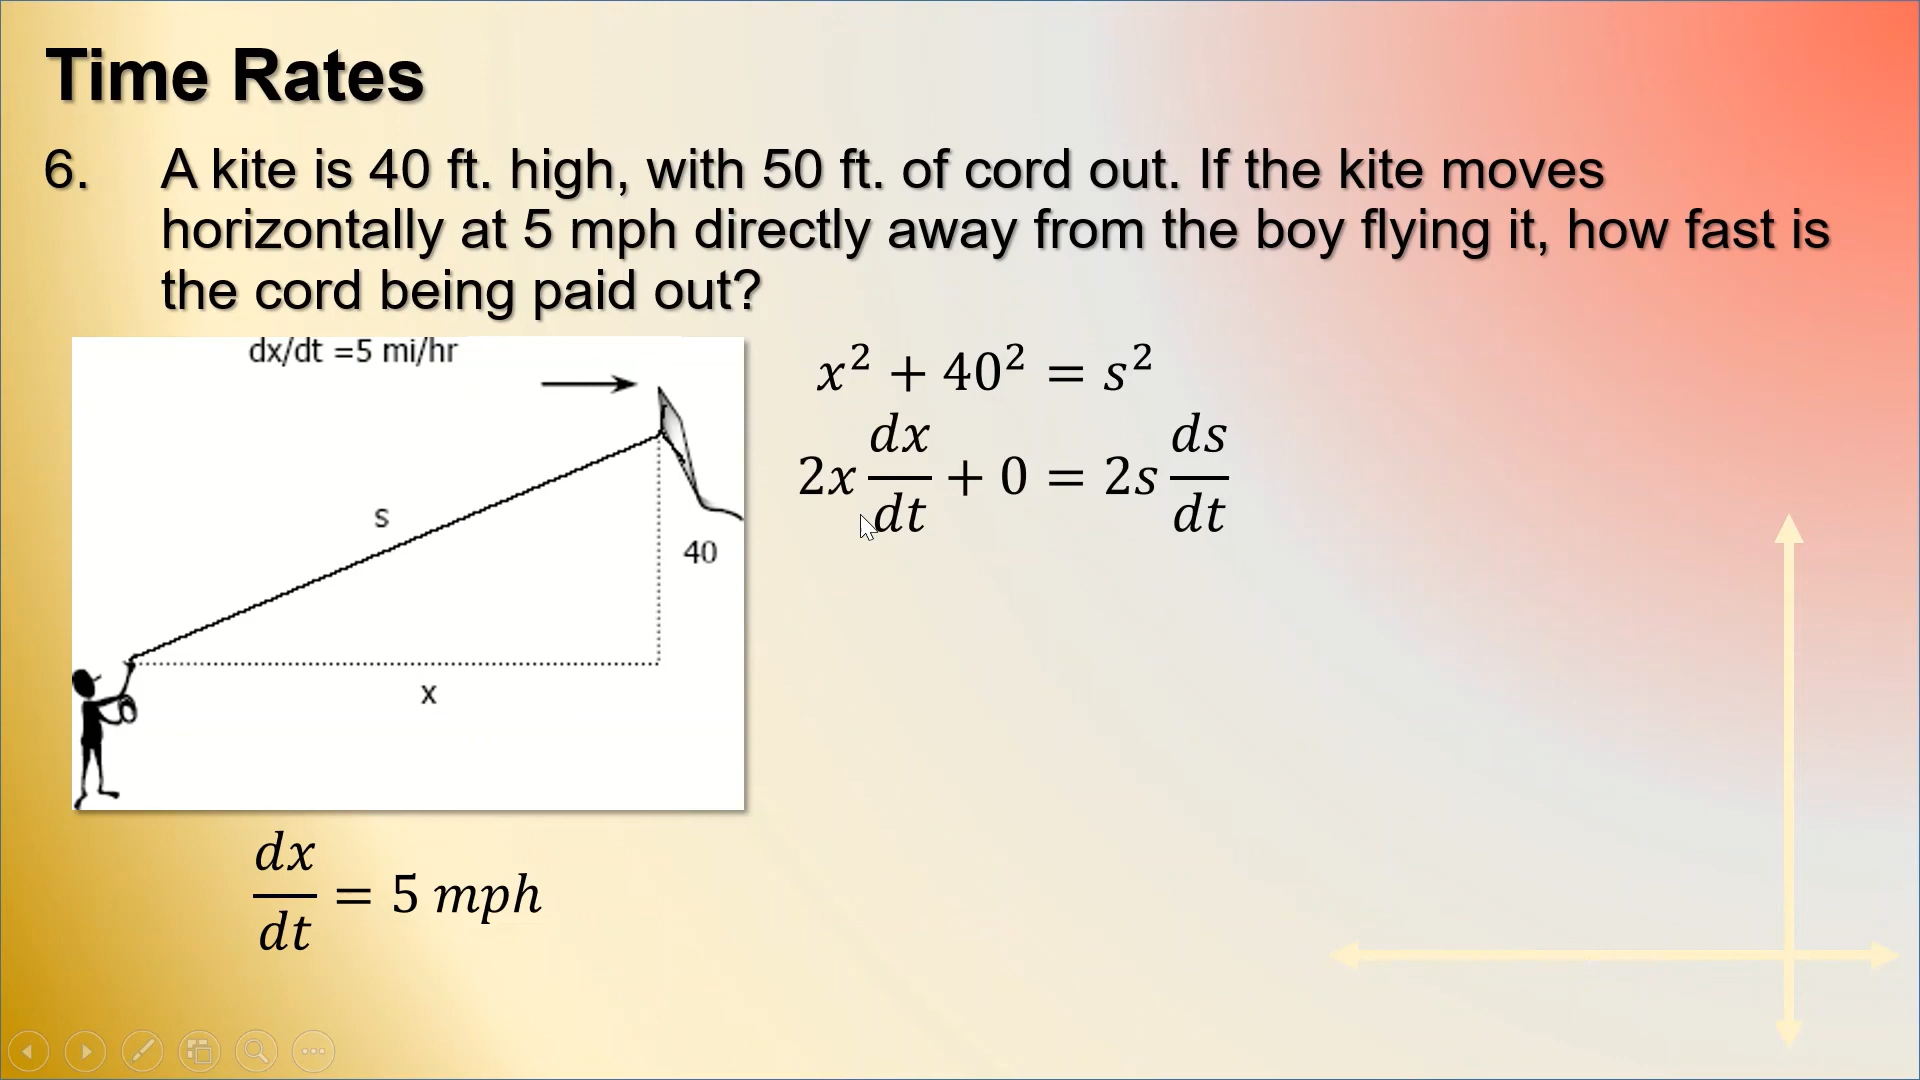 Time Rates
6. A kite is 40 ft. high, with 50 ft. of cord out. If the kite moves
horizontally at 5 mph directly away from the boy flying it, how fast is
the cord being paid out?
dx/dt =5 mi/hr
s
40
x
x² + 40² = s²
2x dx/dt + 0 = 2s ds/dt
dx/dt = 5 mph